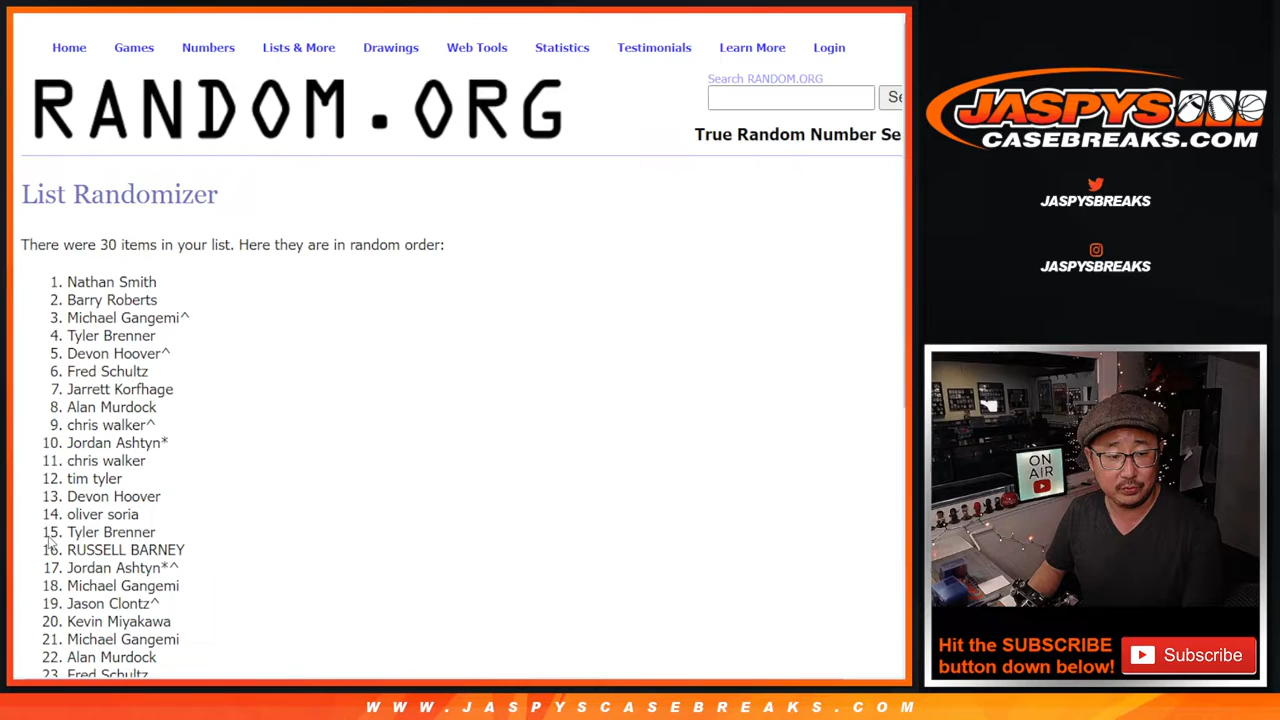 Home Games Numbers Lists & More Drawings Web Tools Statistics Testimonials Learn More Login
RANDOM.ORG
Search RANDOM.ORG
Se
True Random Number Se
List Randomizer
There were 30 items in your list. Here they are in random order:
1. Nathan Smith
2. Barry Roberts
3. Michael Gangemi^
4. Tyler Brenner
5. Devon Hoover^
6. Fred Schultz
7. Jarrett Korfhage
8. Alan Murdock
9. chris walker^
10. Jordan Ashtyn*
11. chris walker
12. tim tyler
13. Devon Hoover
14. oliver soria
15. Tyler Brenner
16. RUSSELL BARNEY
17. Jordan Ashtyn*^
18. Michael Gangemi
19. Jason Clontz^
20. Kevin Miyakawa
21. Michael Gangemi
22. Alan Murdock
23. Fred Schultz
JASPYS
CASEBREAKS.COM
JASPYSBREAKS
JASPYSBREAKS
ON
AIR
Hit the SUBSCRIBE
button down below!
Subscribe
WWW.JASPYSCASEBREAKS.COM